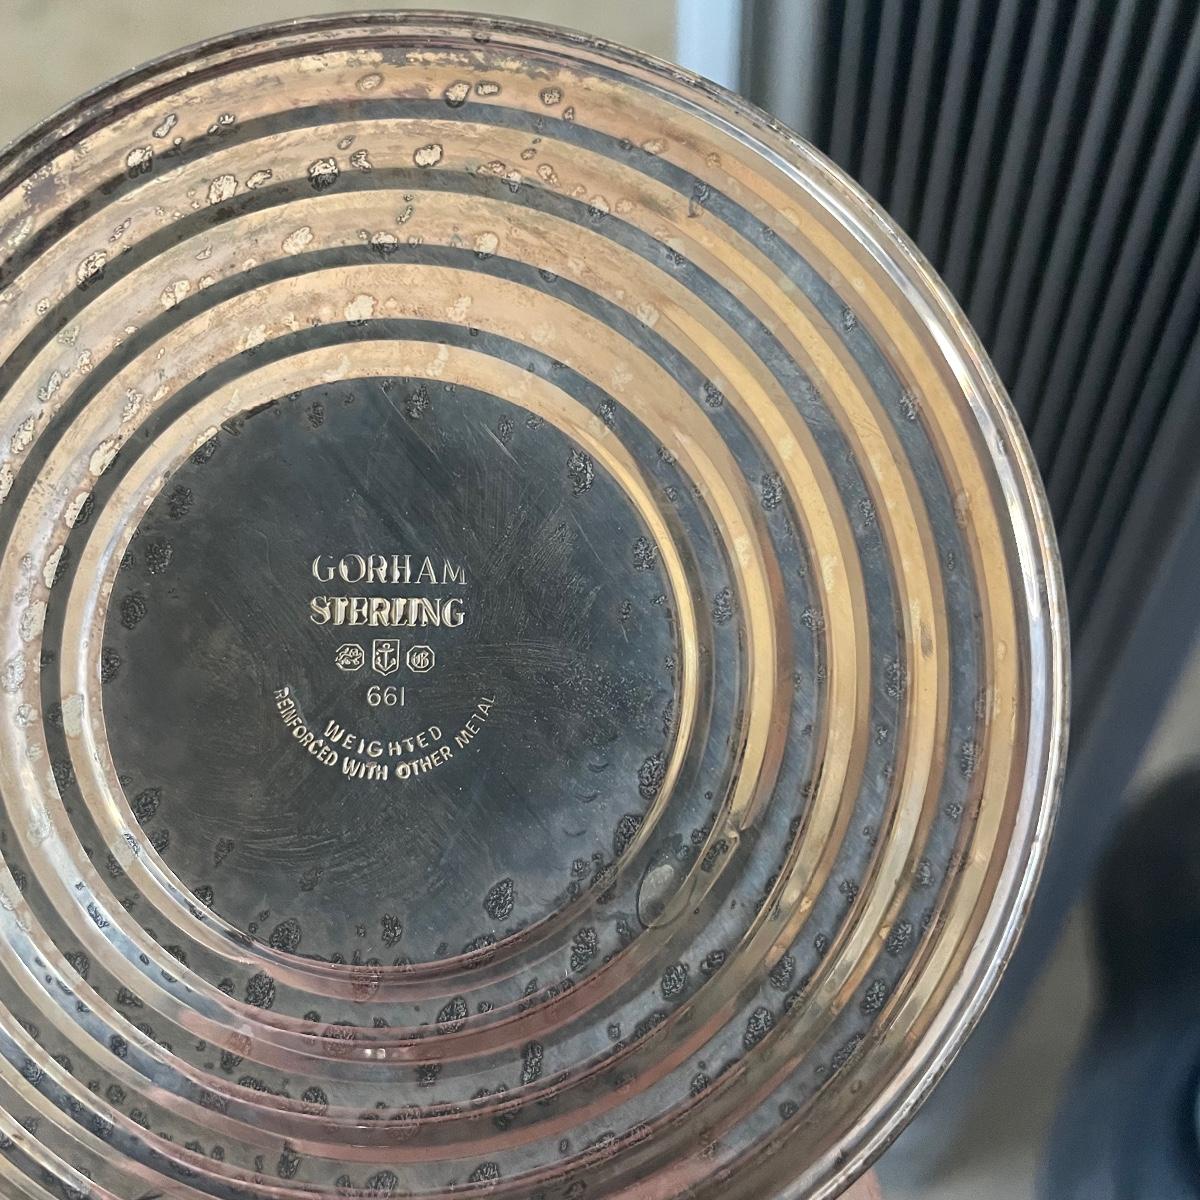 GORHAM
STERLING
661
WEIGHTED
REINFORCED WITH OTHER METAL